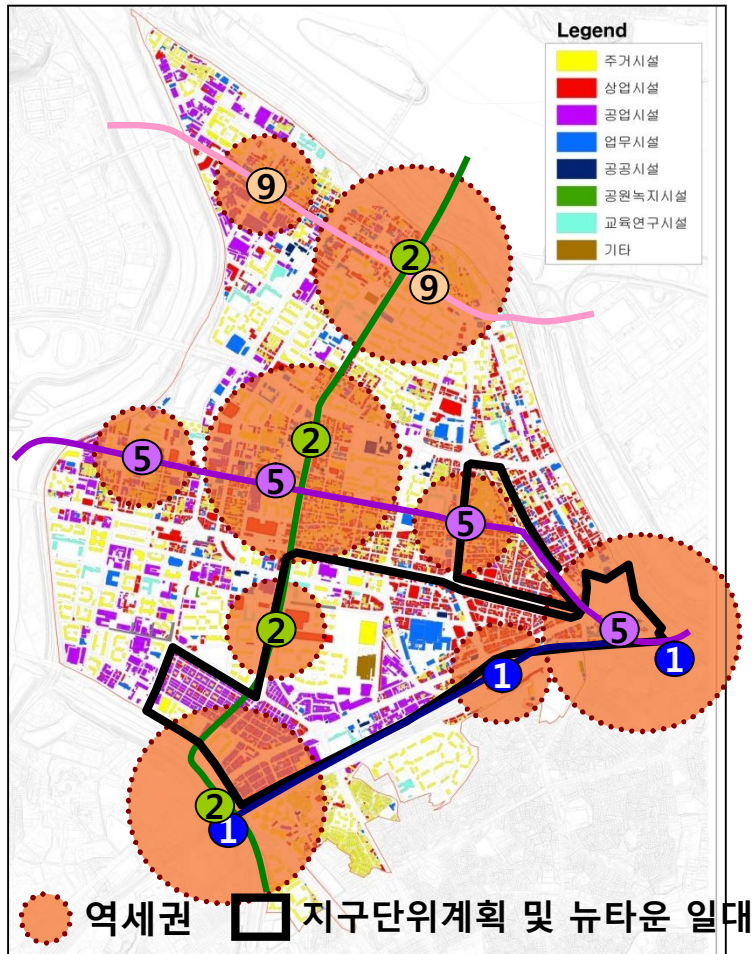 Legend
주거시설
상업시설
공업시설
업무시설
공공시설
공원녹지시설
교육연구시설
기타
9
2
9
2
5
5
5
2
5
1
1
2
1
역세권
지구단위계획 및 뉴타운 일대